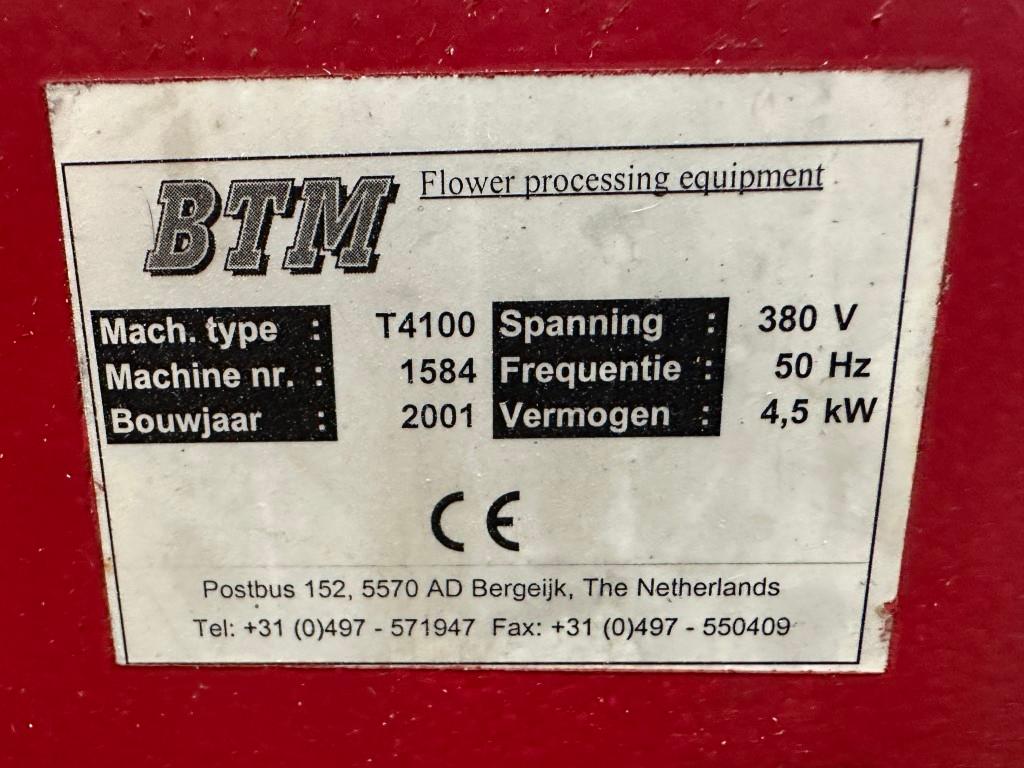 BTM Flower processing equipment
Mach. type : T4100 Spanning : 380 V
Machine nr. : 1584 Frequentie : 50 Hz
Bouwjaar : 2001 Vermogen : 4,5 kW
CE
Postbus 152, 5570 AD Bergeijk, The Netherlands
Tel: +31 (0)497 - 571947 Fax: +31 (0)497 - 550409